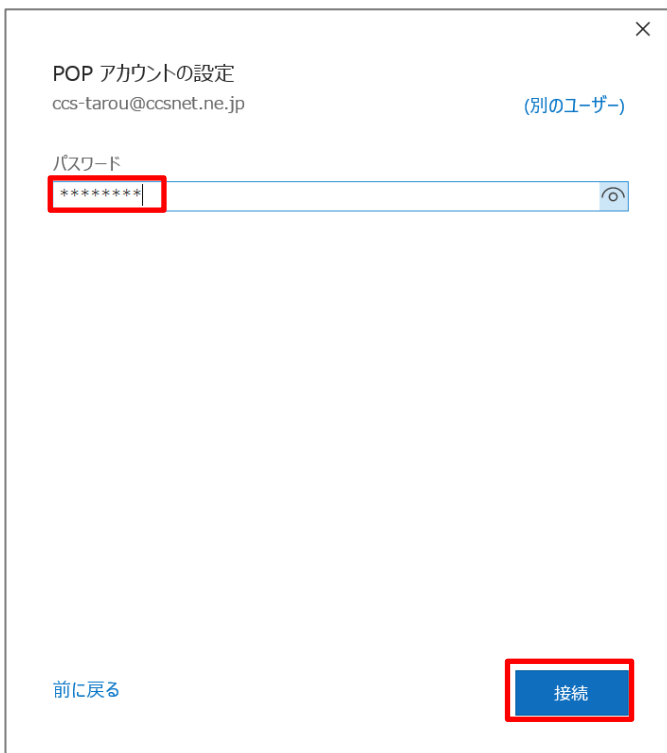 POP アカウントの設定
ccs-tarou@ccsnet.ne.jp
(別のユーザー)
パスワード
********
前に戻る
接続